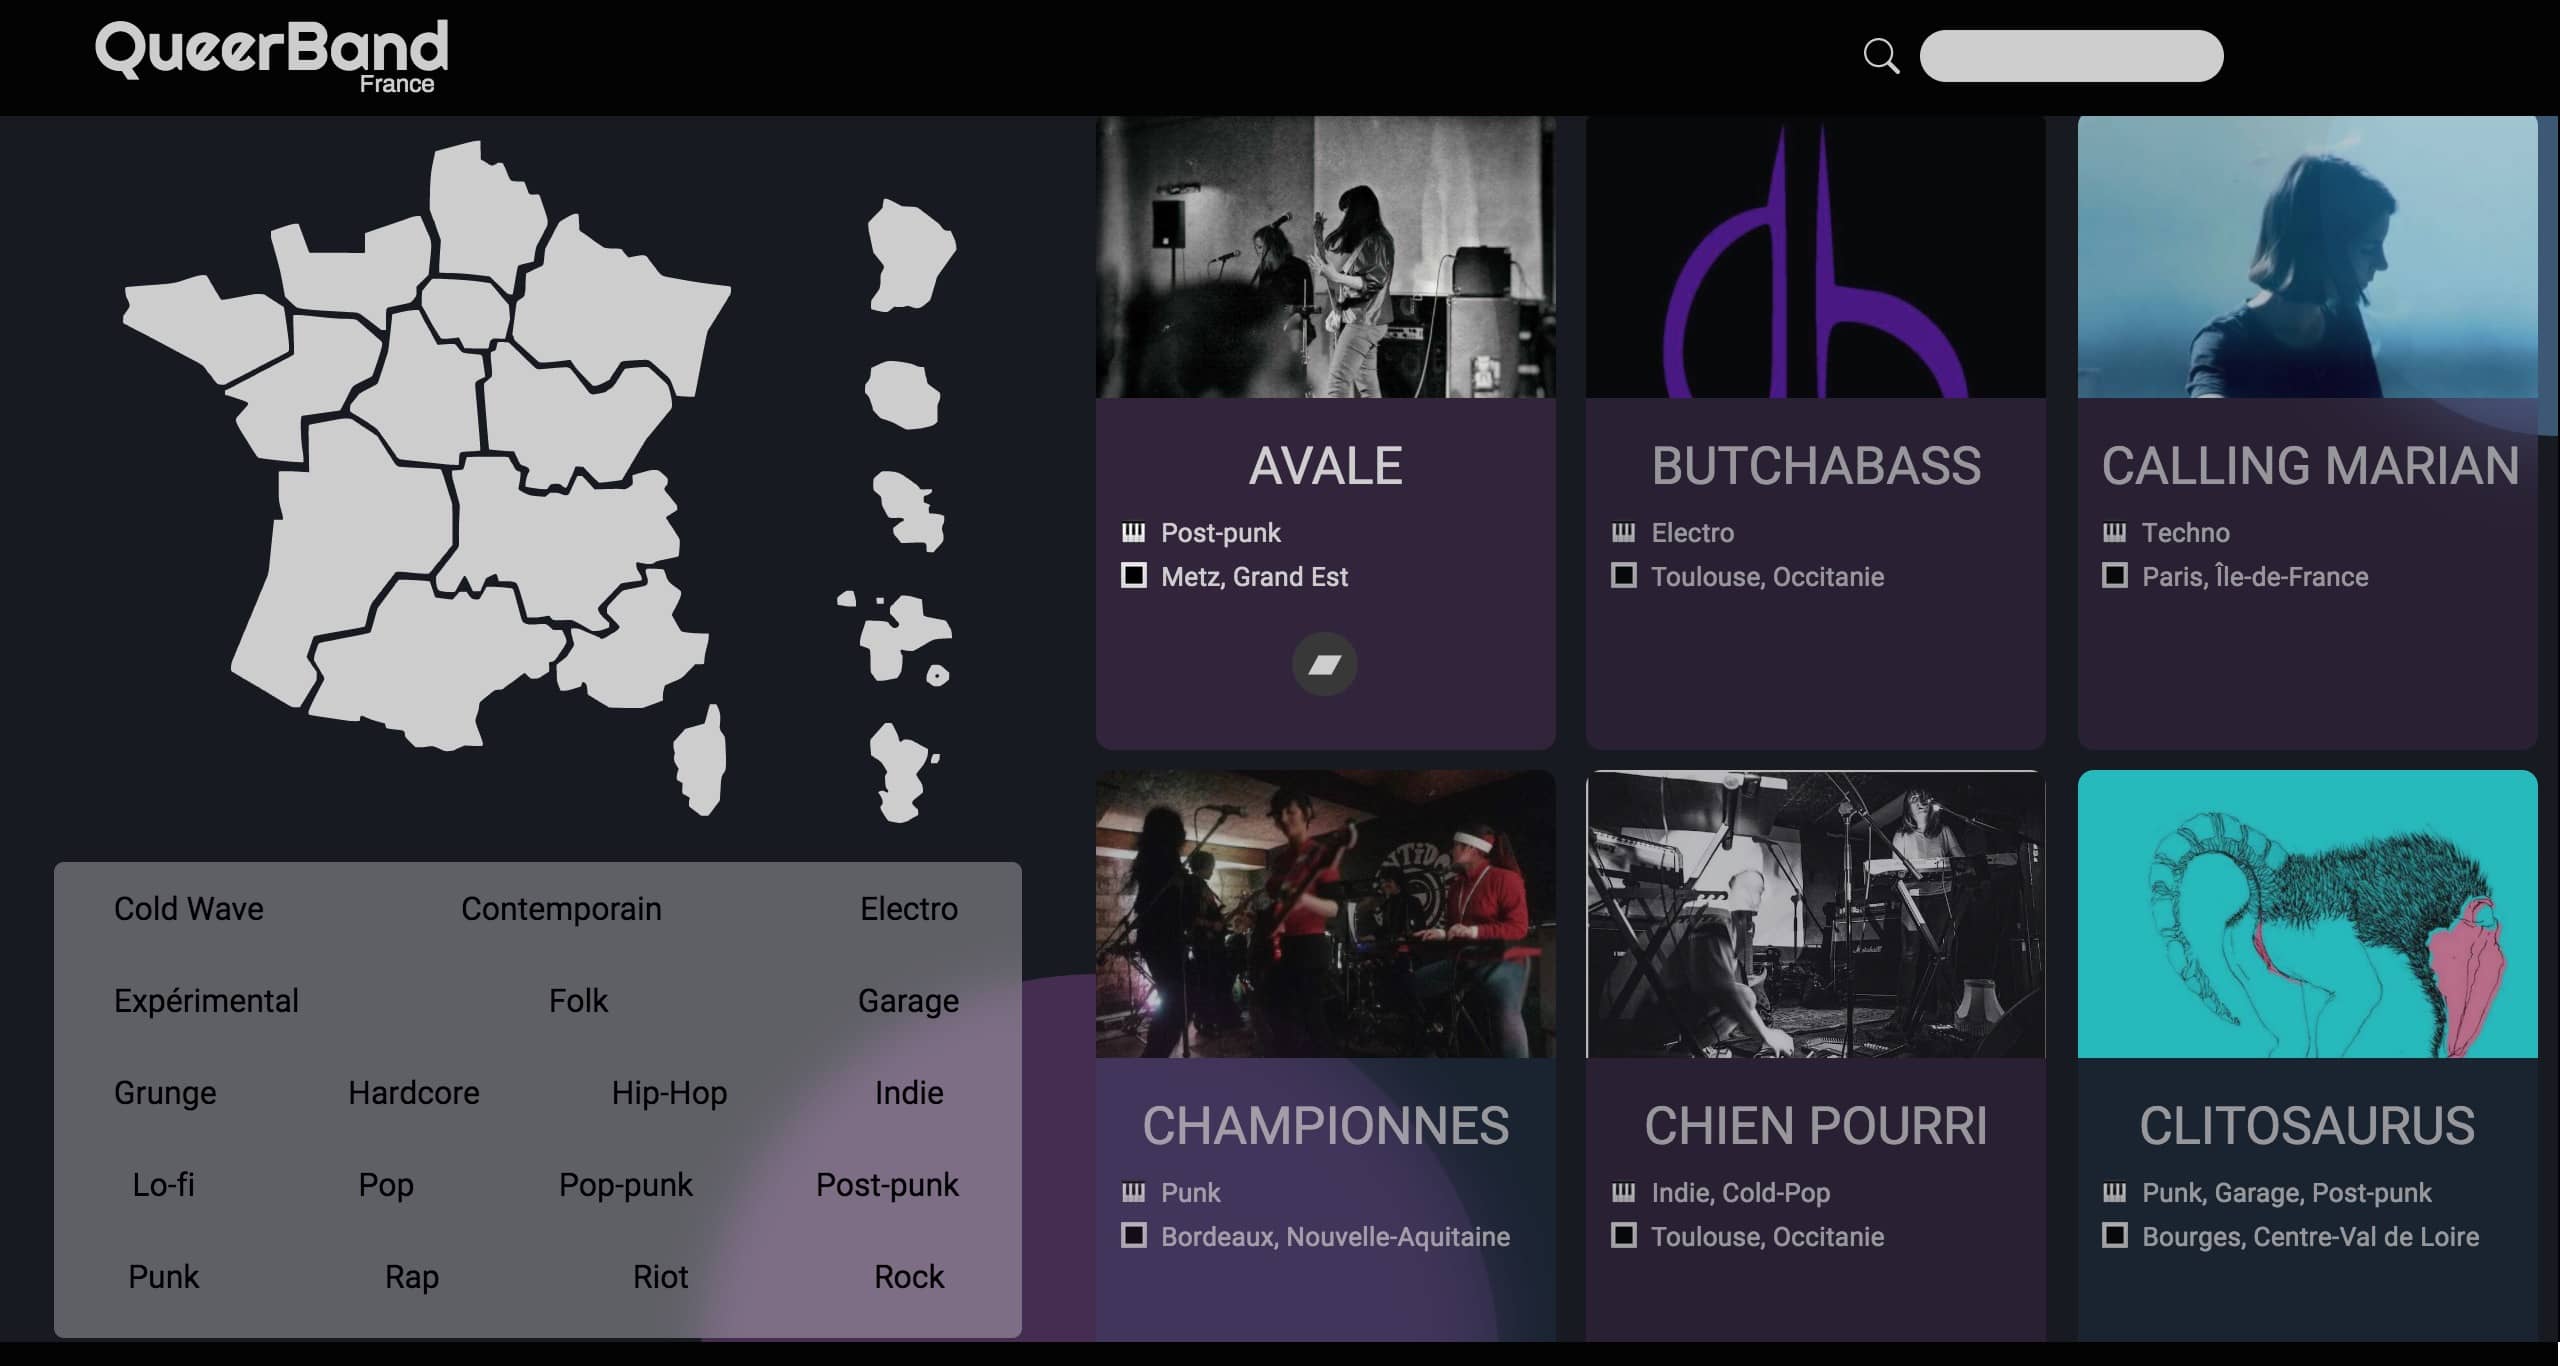 QueerBand
France
AVALE
Post-punk
Metz, Grand Est
BUTCHABASS
Electro
Toulouse, Occitanie
CALLING MARIAN
Techno
Paris, Île-de-France
CHAMPIONNES
Punk
Bordeaux, Nouvelle-Aquitaine
CHIEN POURRI
Indie, Cold-Pop
Toulouse, Occitanie
CLITOSAURUS
Punk, Garage, Post-punk
Bourges, Centre-Val de Loire
Cold Wave Contemporain Electro
Expérimental Folk Garage
Grunge Hardcore Hip-Hop Indie
Lo-fi Pop Pop-punk Post-punk
Punk Rap Riot Rock